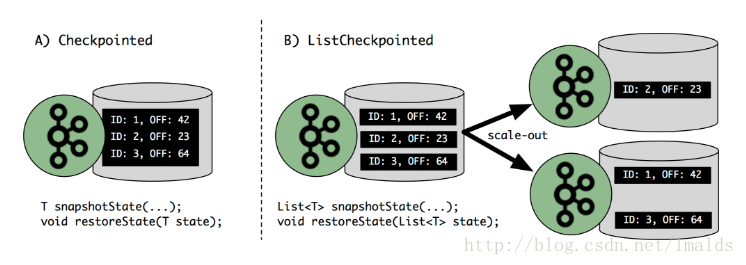 A) Checkpointed
ID: 1, OFF: 42
ID: 2, OFF: 23
ID: 3, OFF: 64
T snapshotState(...);
void restoreState(T state);
B) ListCheckpointed
ID: 1, OFF: 42
ID: 2, OFF: 23
ID: 3, OFF: 64
List<T> snapshotState(...);
void restoreState(List<T> state);
scale-out
ID: 2, OFF: 23
ID: 1, OFF: 42
ID: 3, OFF: 64
http://blog.csdn.net/lmalds